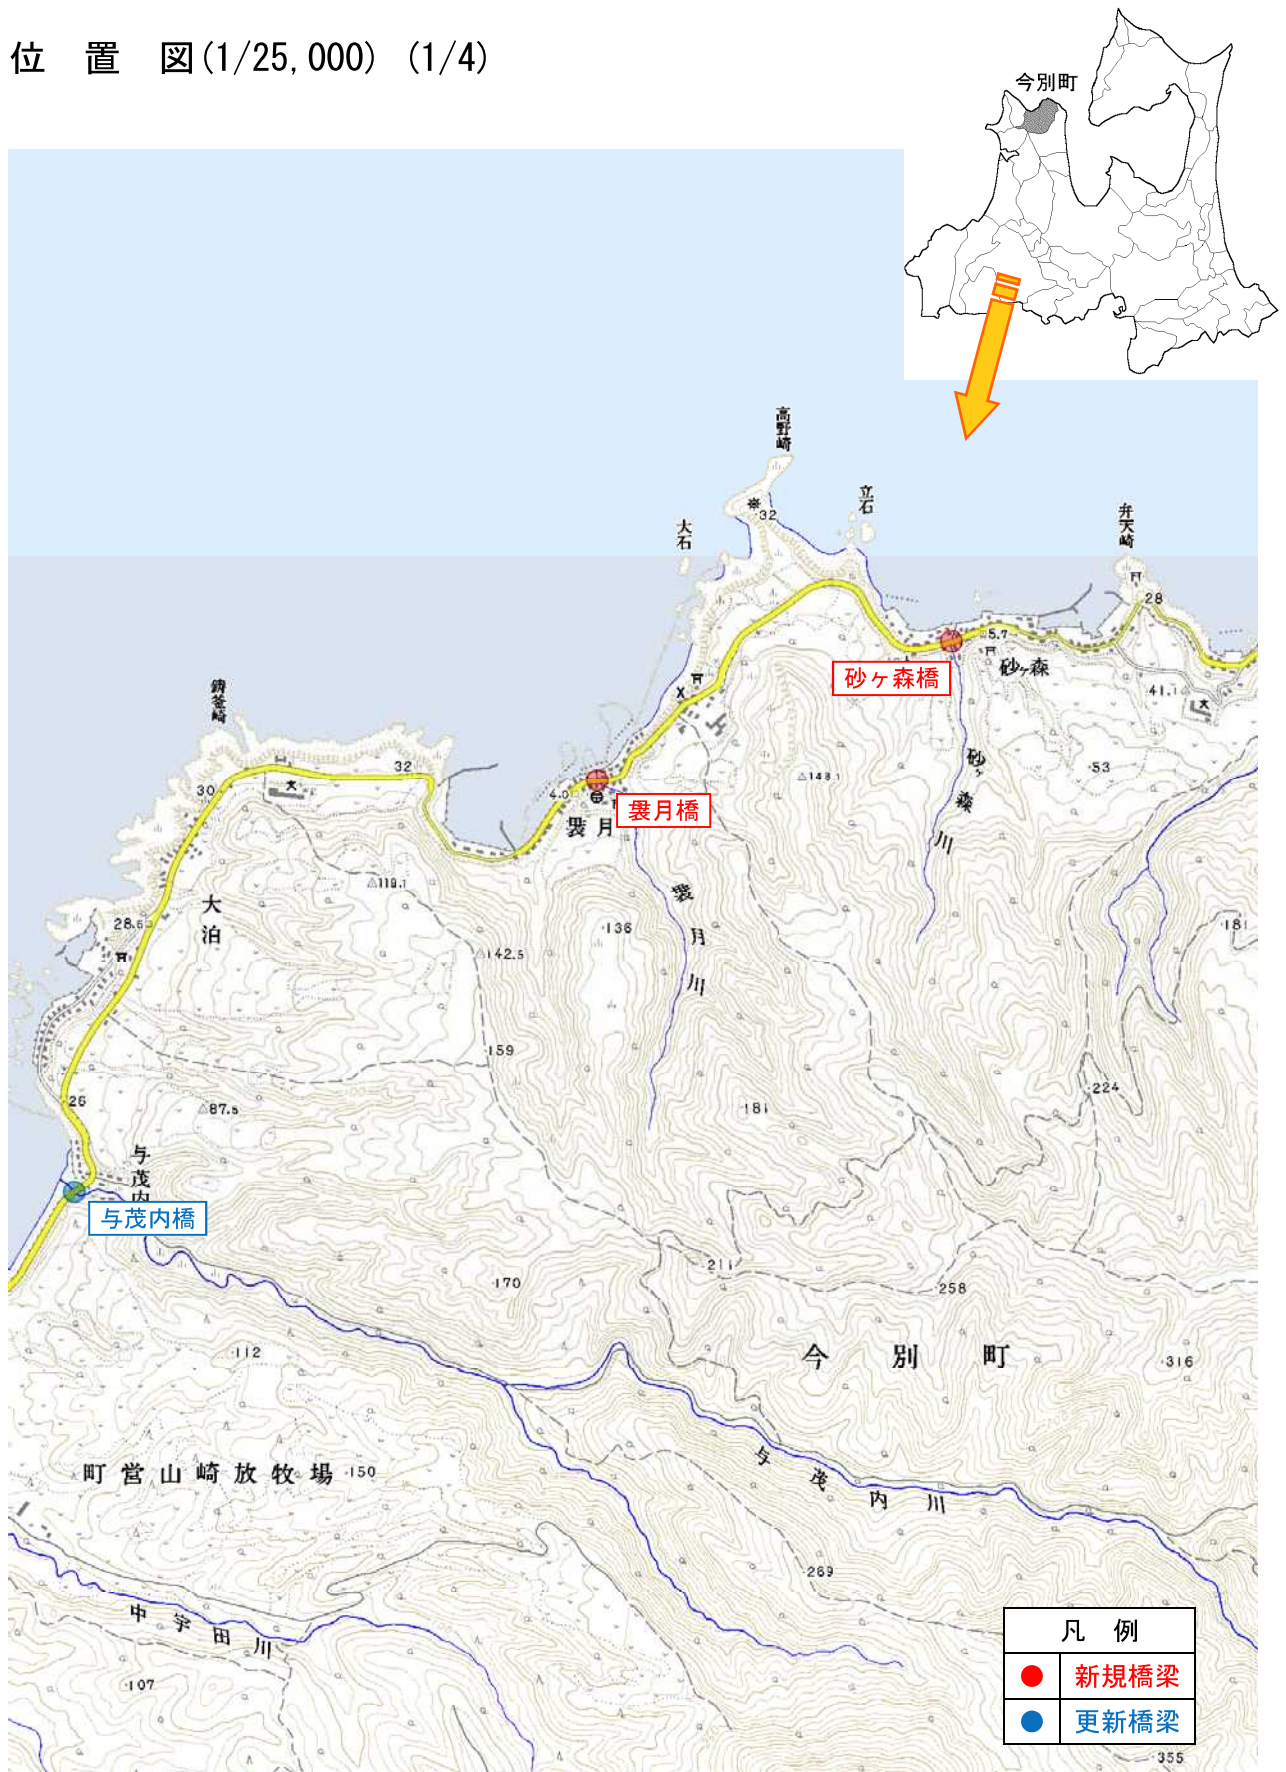 位 置 図(1/25,000) (1/4)
今別町
高野崎
立石
大石
弁天崎
32
28
5.7
砂ヶ森橋
砂ヶ森
41.1
鋳釜崎
32
30
4.0
袰月橋
袰月
148.1
53
砂ヶ森川
119.1
大泊
28.6
袰月川
136
142.5
181
159
26
87.5
181
224
与茂内
与茂内橋
211
170
258
112
今別町
316
町営山崎放牧場
150
与茂内川
269
中宇田川
107
凡 例
新規橋梁
更新橋梁
355